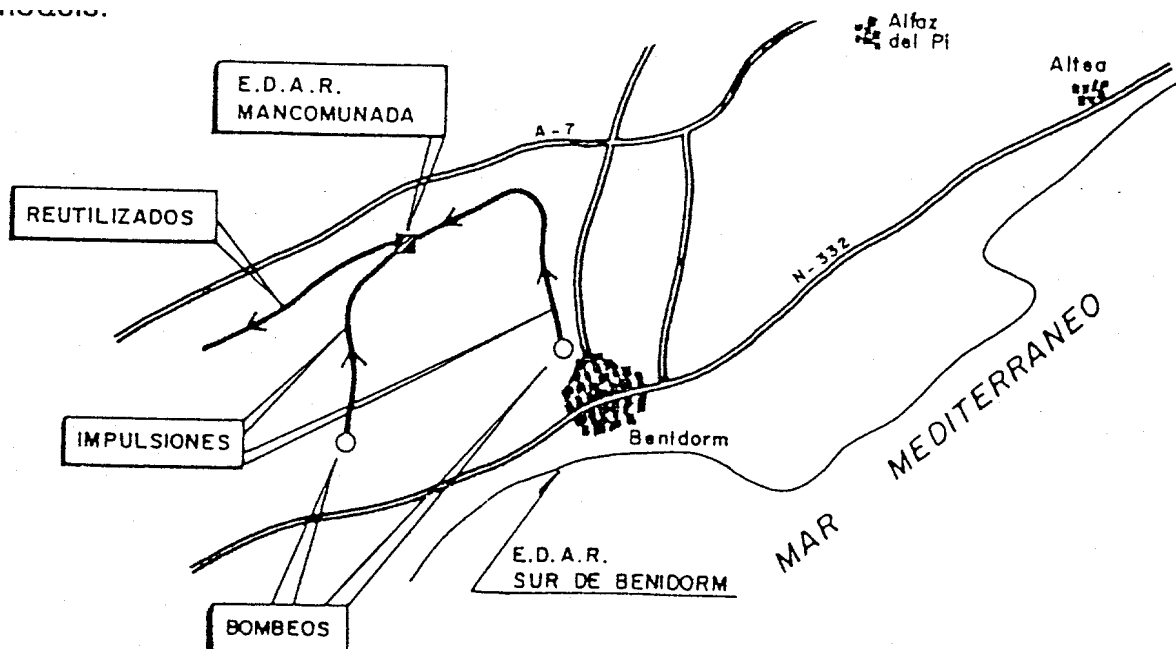 Alfaz
del Pi
Altea
E.D.A.R.
MANCOMUNADA
A-7
REUTILIZADOS
N-332
MAR MEDITERRANEO
IMPULSIONES
Benidorm
E.D.A.R.
SUR DE BENIDORM
BOMBEOS